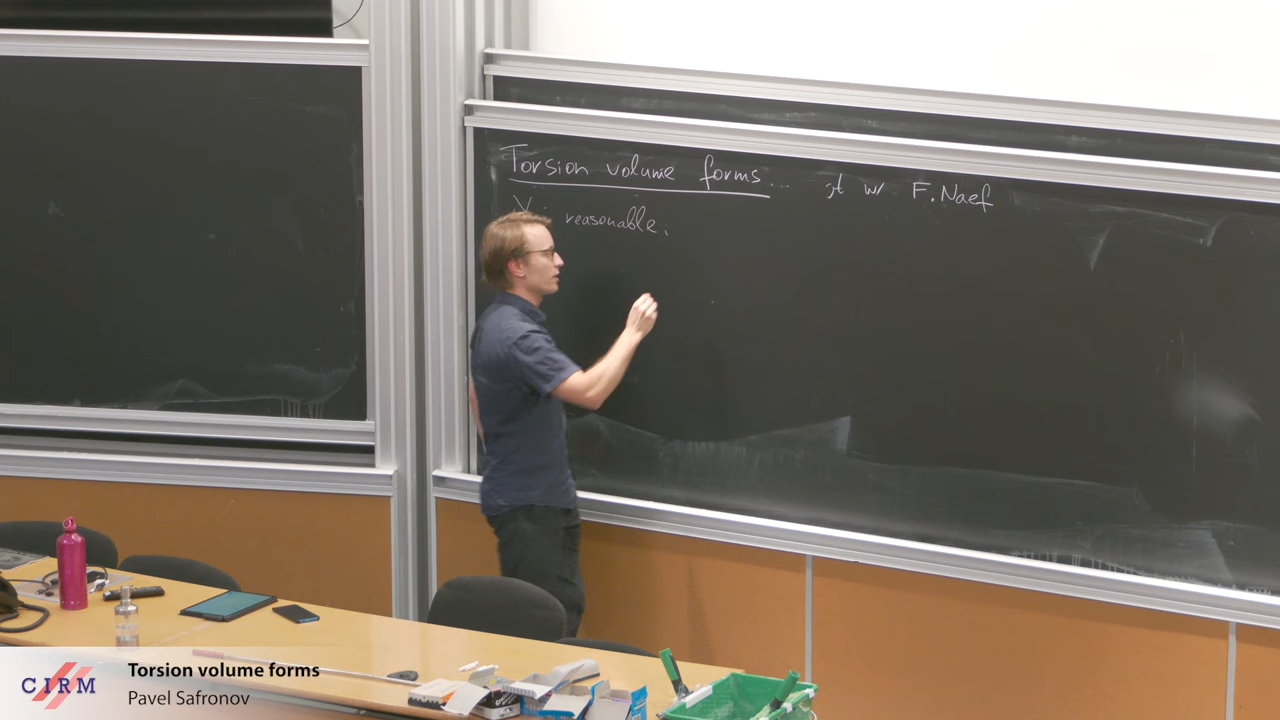 Torsion volume forms... jt w/ F. Naef
X reasonable,
CIRM
Torsion volume forms
Pavel Safronov